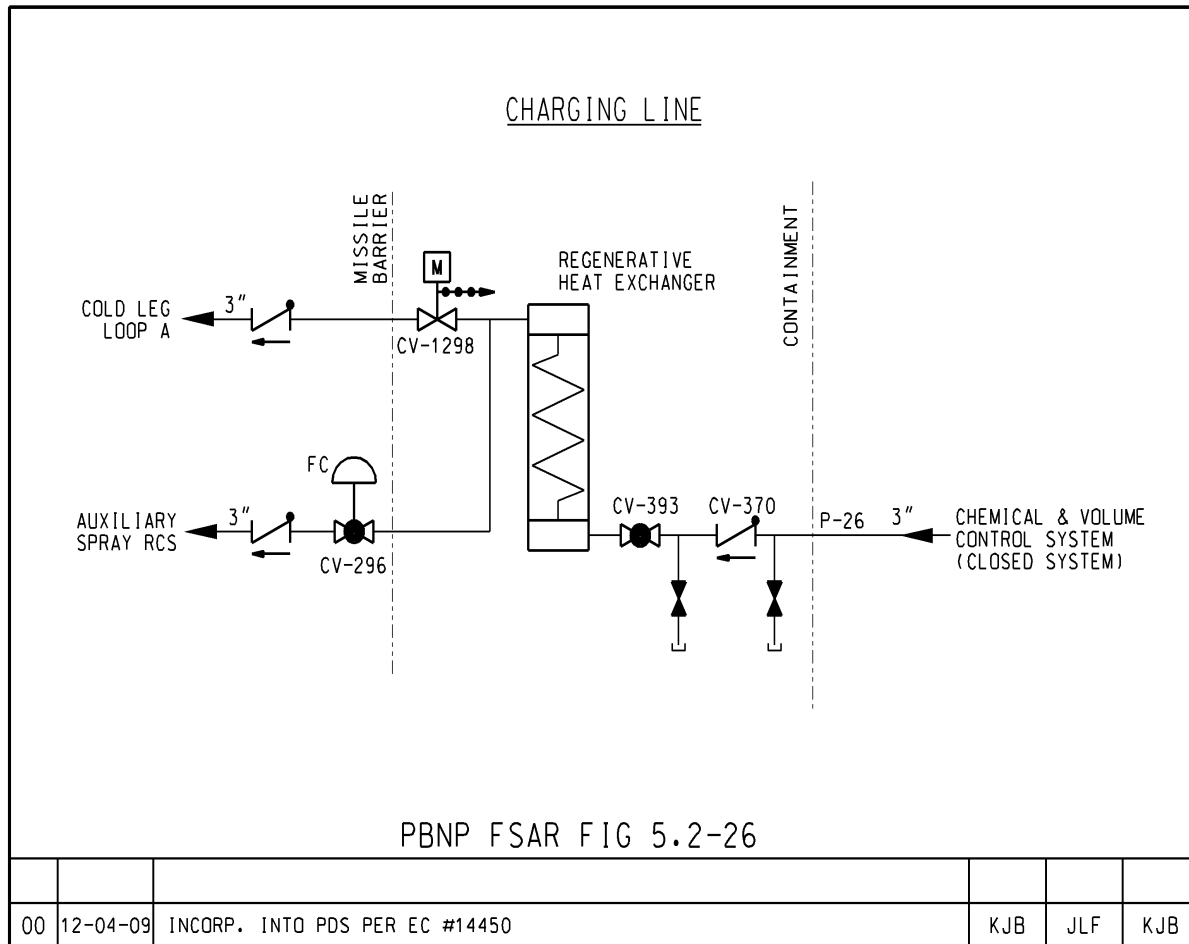 CHARGING LINE
MISSILE
BARRIER
M
REGENERATIVE
HEAT EXCHANGER
CONTAINMENT
COLD LEG
LOOP A
3"
CV-1298
FC
AUXILIARY
SPRAY RCS
3"
CV-296
CV-393
CV-370
P-26
3"
CHEMICAL & VOLUME
CONTROL SYSTEM
(CLOSED SYSTEM)
PBNP FSAR FIG 5.2-26
00 12-04-09 INCORP. INTO PDS PER EC #14450 KJB JLF KJB